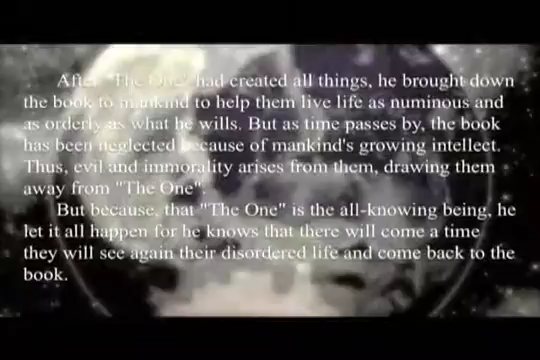 After "The One" had created all things, he brought down
the book to mankind to help them live life as numinous and
as orderly as what he wills. But as time passes by, the book
has been neglected because of mankind's growing intellect.
Thus, evil and immorality arises from them, drawing them
away from "The One".
But because, that "The One" is the all-knowing being, he
let it all happen for he knows that there will come a time
they will see again their disordered life and come back to the
book.